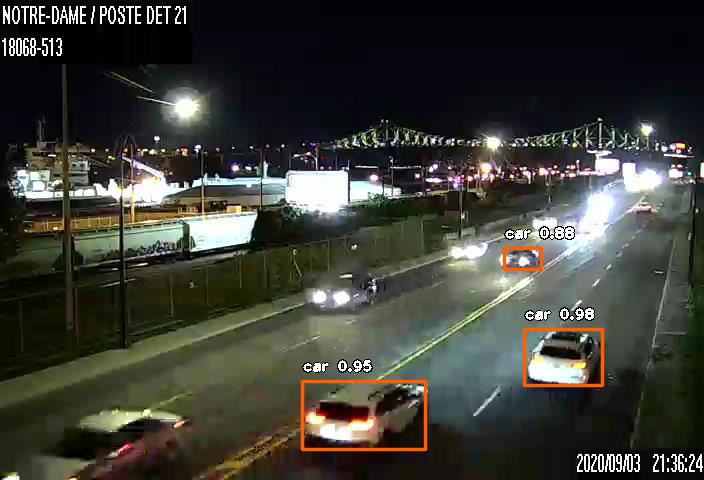 NOTRE-DAME / POSTE DET 21
18068-513
car 0.88
car 0.98
car 0.95
2020/09/03 21:36:24